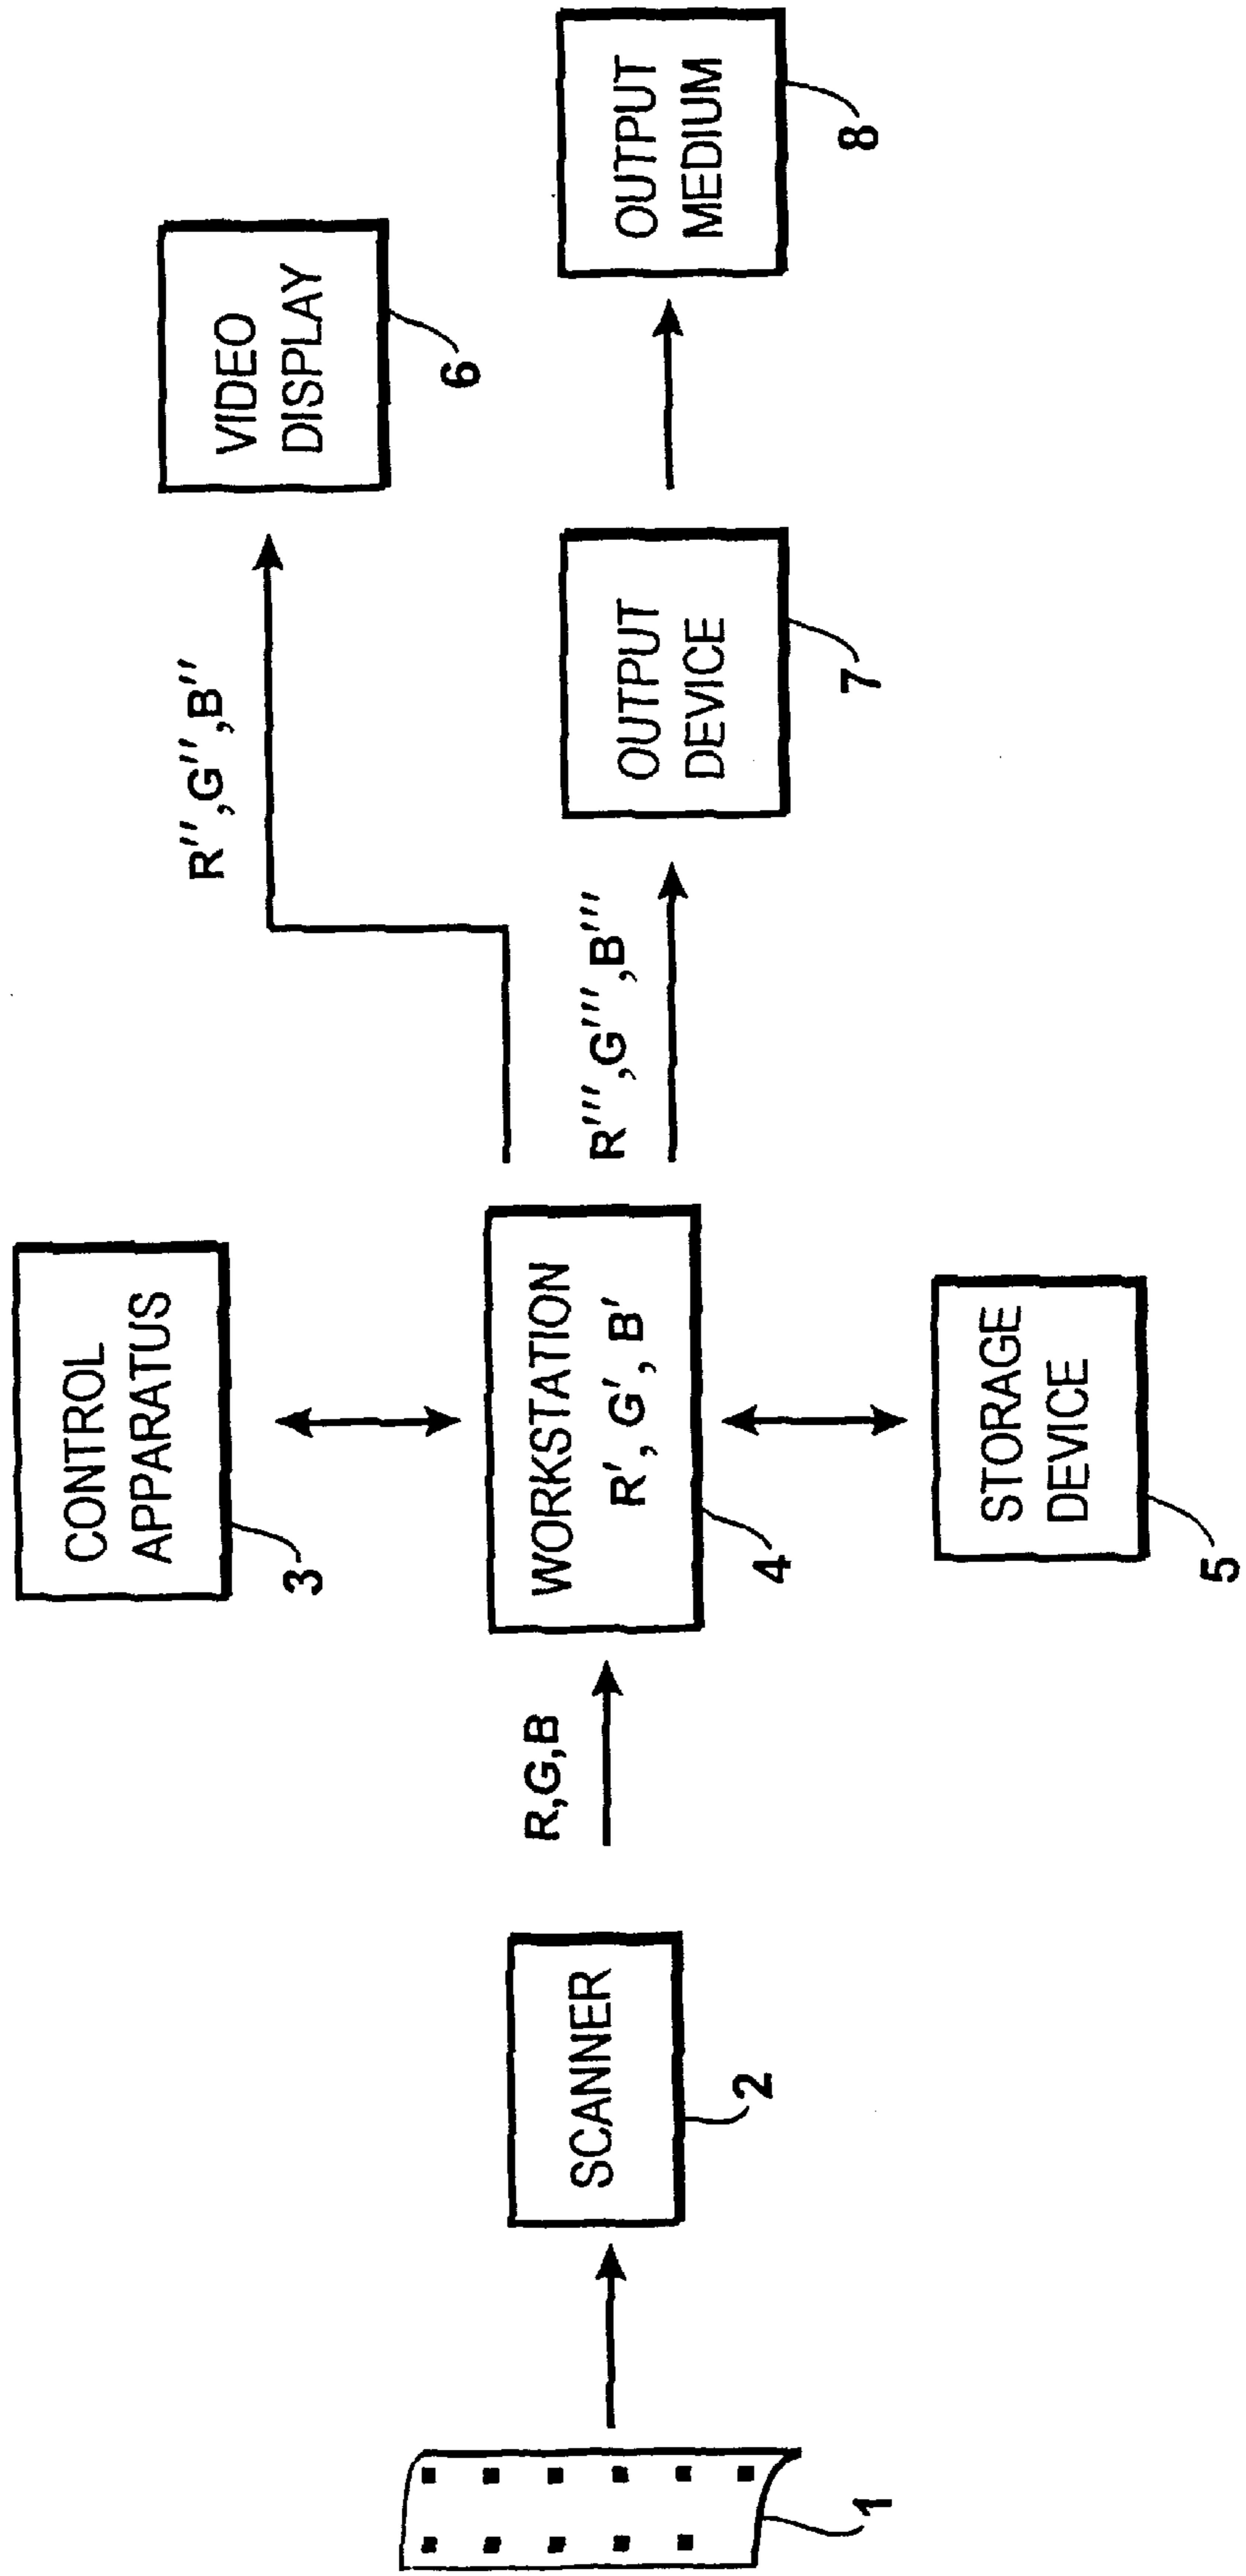 CONTROL
APPARATUS
3
VIDEO
DISPLAY
6
R'',G'',B''
R,G,B
SCANNER
2
WORKSTATION
R', G', B'
4
R''',G''',B'''
OUTPUT
DEVICE
7
OUTPUT
MEDIUM
8
1
STORAGE
DEVICE
5